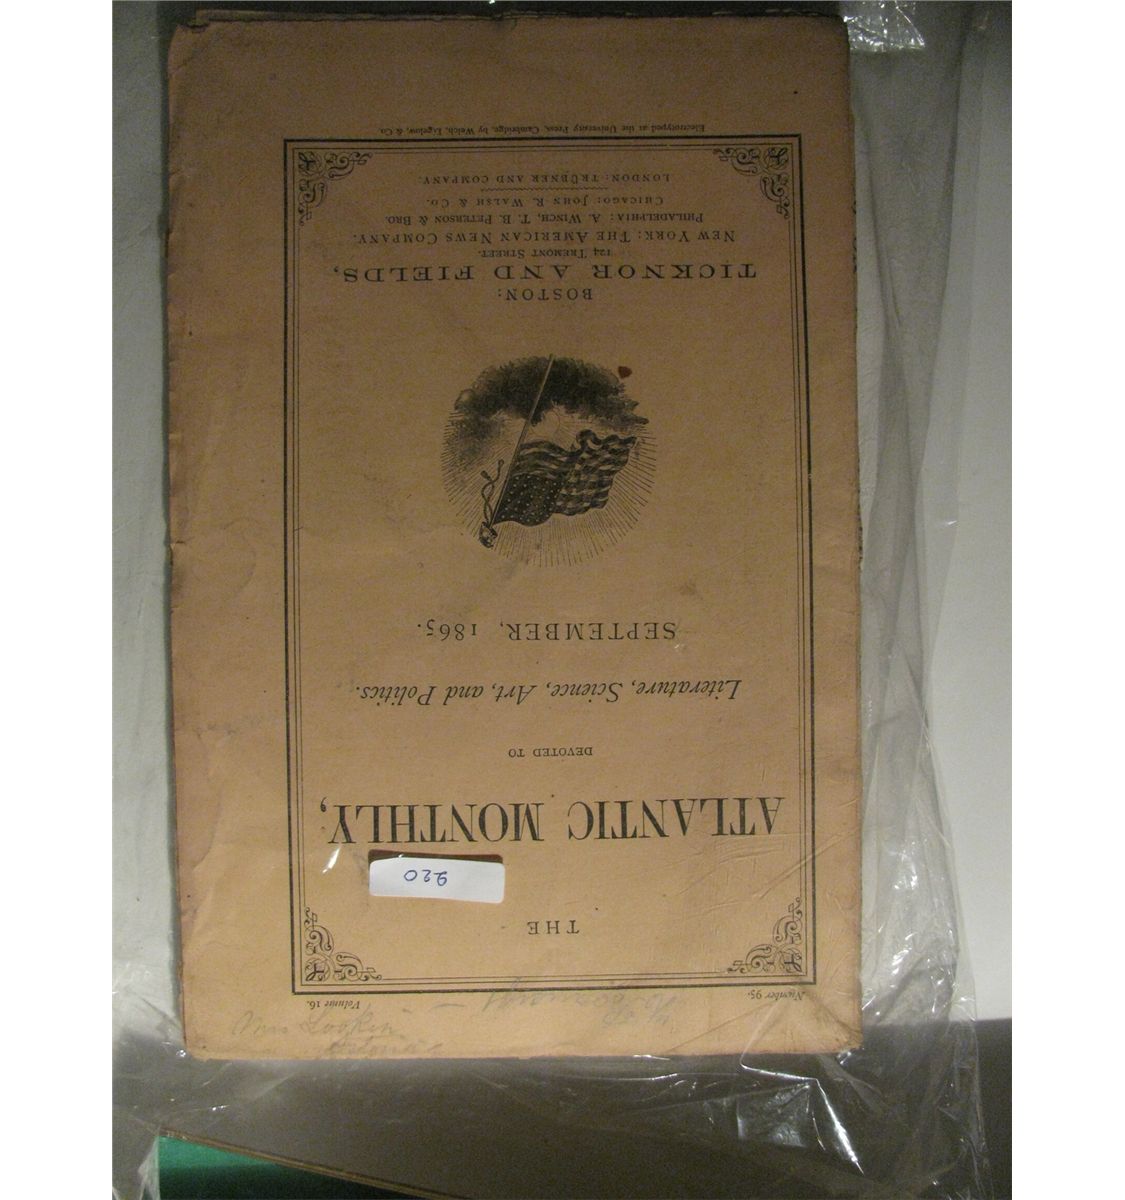 Number 95.
Volume 16.
THE
920
ATLANTIC MONTHLY,
DEVOTED TO
Literature, Science, Art, and Politics.
SEPTEMBER, 1865.
BOSTON:
TICKNOR AND FIELDS,
124 TREMONT STREET.
NEW YORK: THE AMERICAN NEWS COMPANY.
PHILADELPHIA: A. WINCH, T. B. PETERSON & BRO.
CHICAGO: JOHN R. WALSH & CO.
LONDON: TRÜBNER AND COMPANY.
Electrotyped at the University Press, Cambridge, by Welch, Bigelow, & Co.